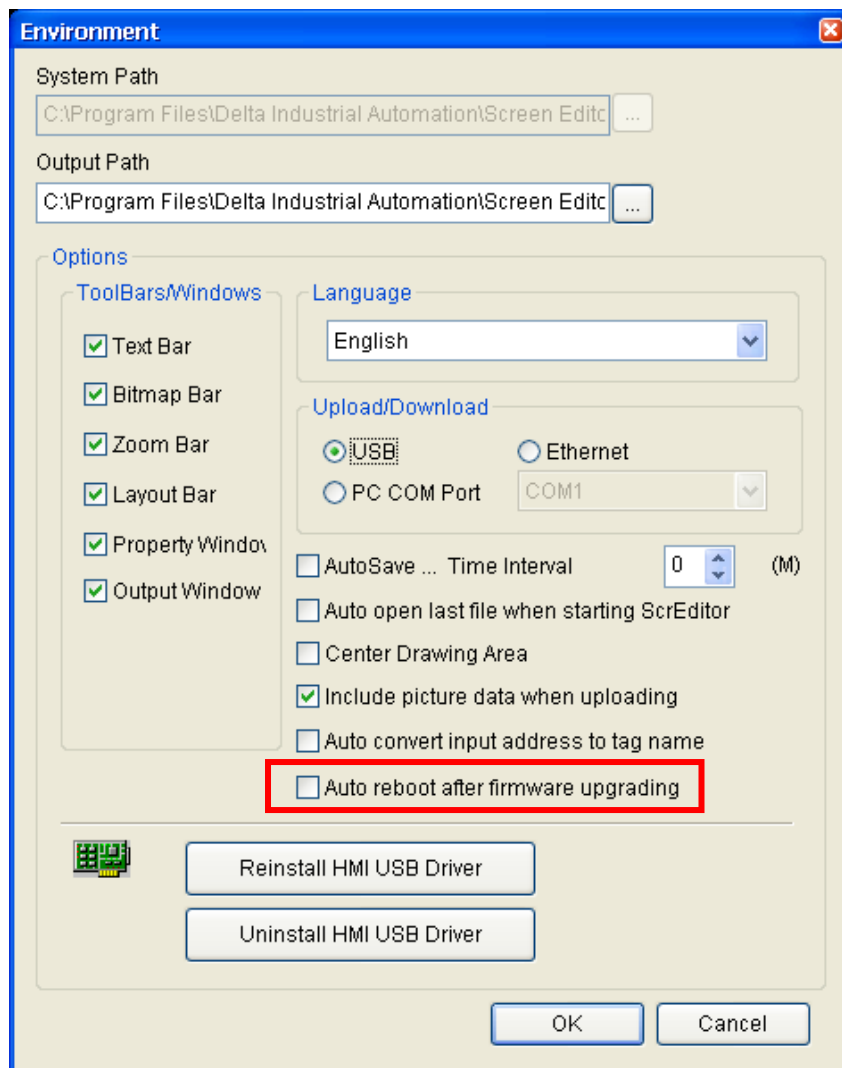 Environment
System Path
C:\Program Files\Delta Industrial Automation\Screen Editc
...
Output Path
C:\Program Files\Delta Industrial Automation\Screen Editc
...
Options
ToolBars/Windows
Text Bar
Bitmap Bar
Zoom Bar
Layout Bar
Property Window
Output Window
Language
English
Upload/Download
USB
Ethernet
PC COM Port
COM1
AutoSave ... Time Interval
0
(M)
Auto open last file when starting ScrEditor
Center Drawing Area
Include picture data when uploading
Auto convert input address to tag name
Auto reboot after firmware upgrading
Reinstall HMI USB Driver
Uninstall HMI USB Driver
OK
Cancel